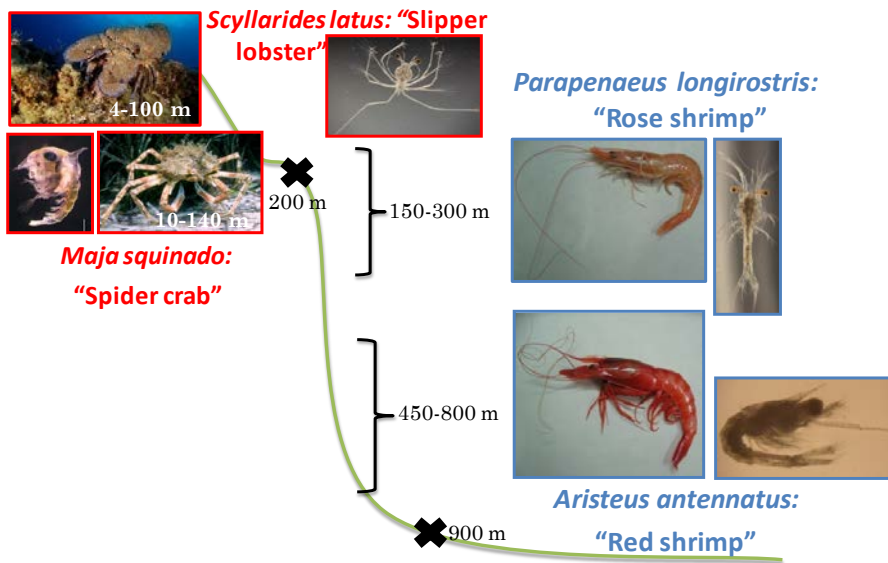 Scyllarides latus: “Slipper
lobster”
4-100 m
10-140 m
Maja squinado:
“Spider crab”
200 m
150-300 m
450-800 m
900 m
Parapenaeus longirostris:
“Rose shrimp”
Aristeus antennatus:
“Red shrimp”